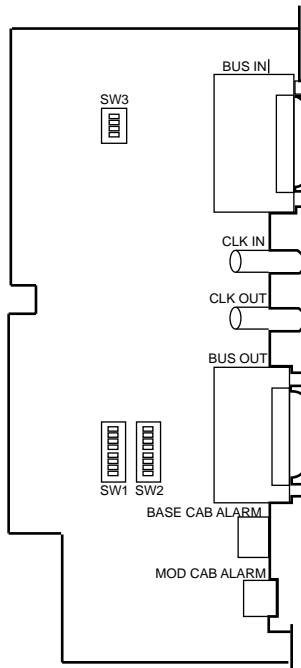 BUS IN
SW3
CLK IN
CLK OUT
BUS OUT
SW1 SW2
BASE CAB ALARM
MOD CAB ALARM